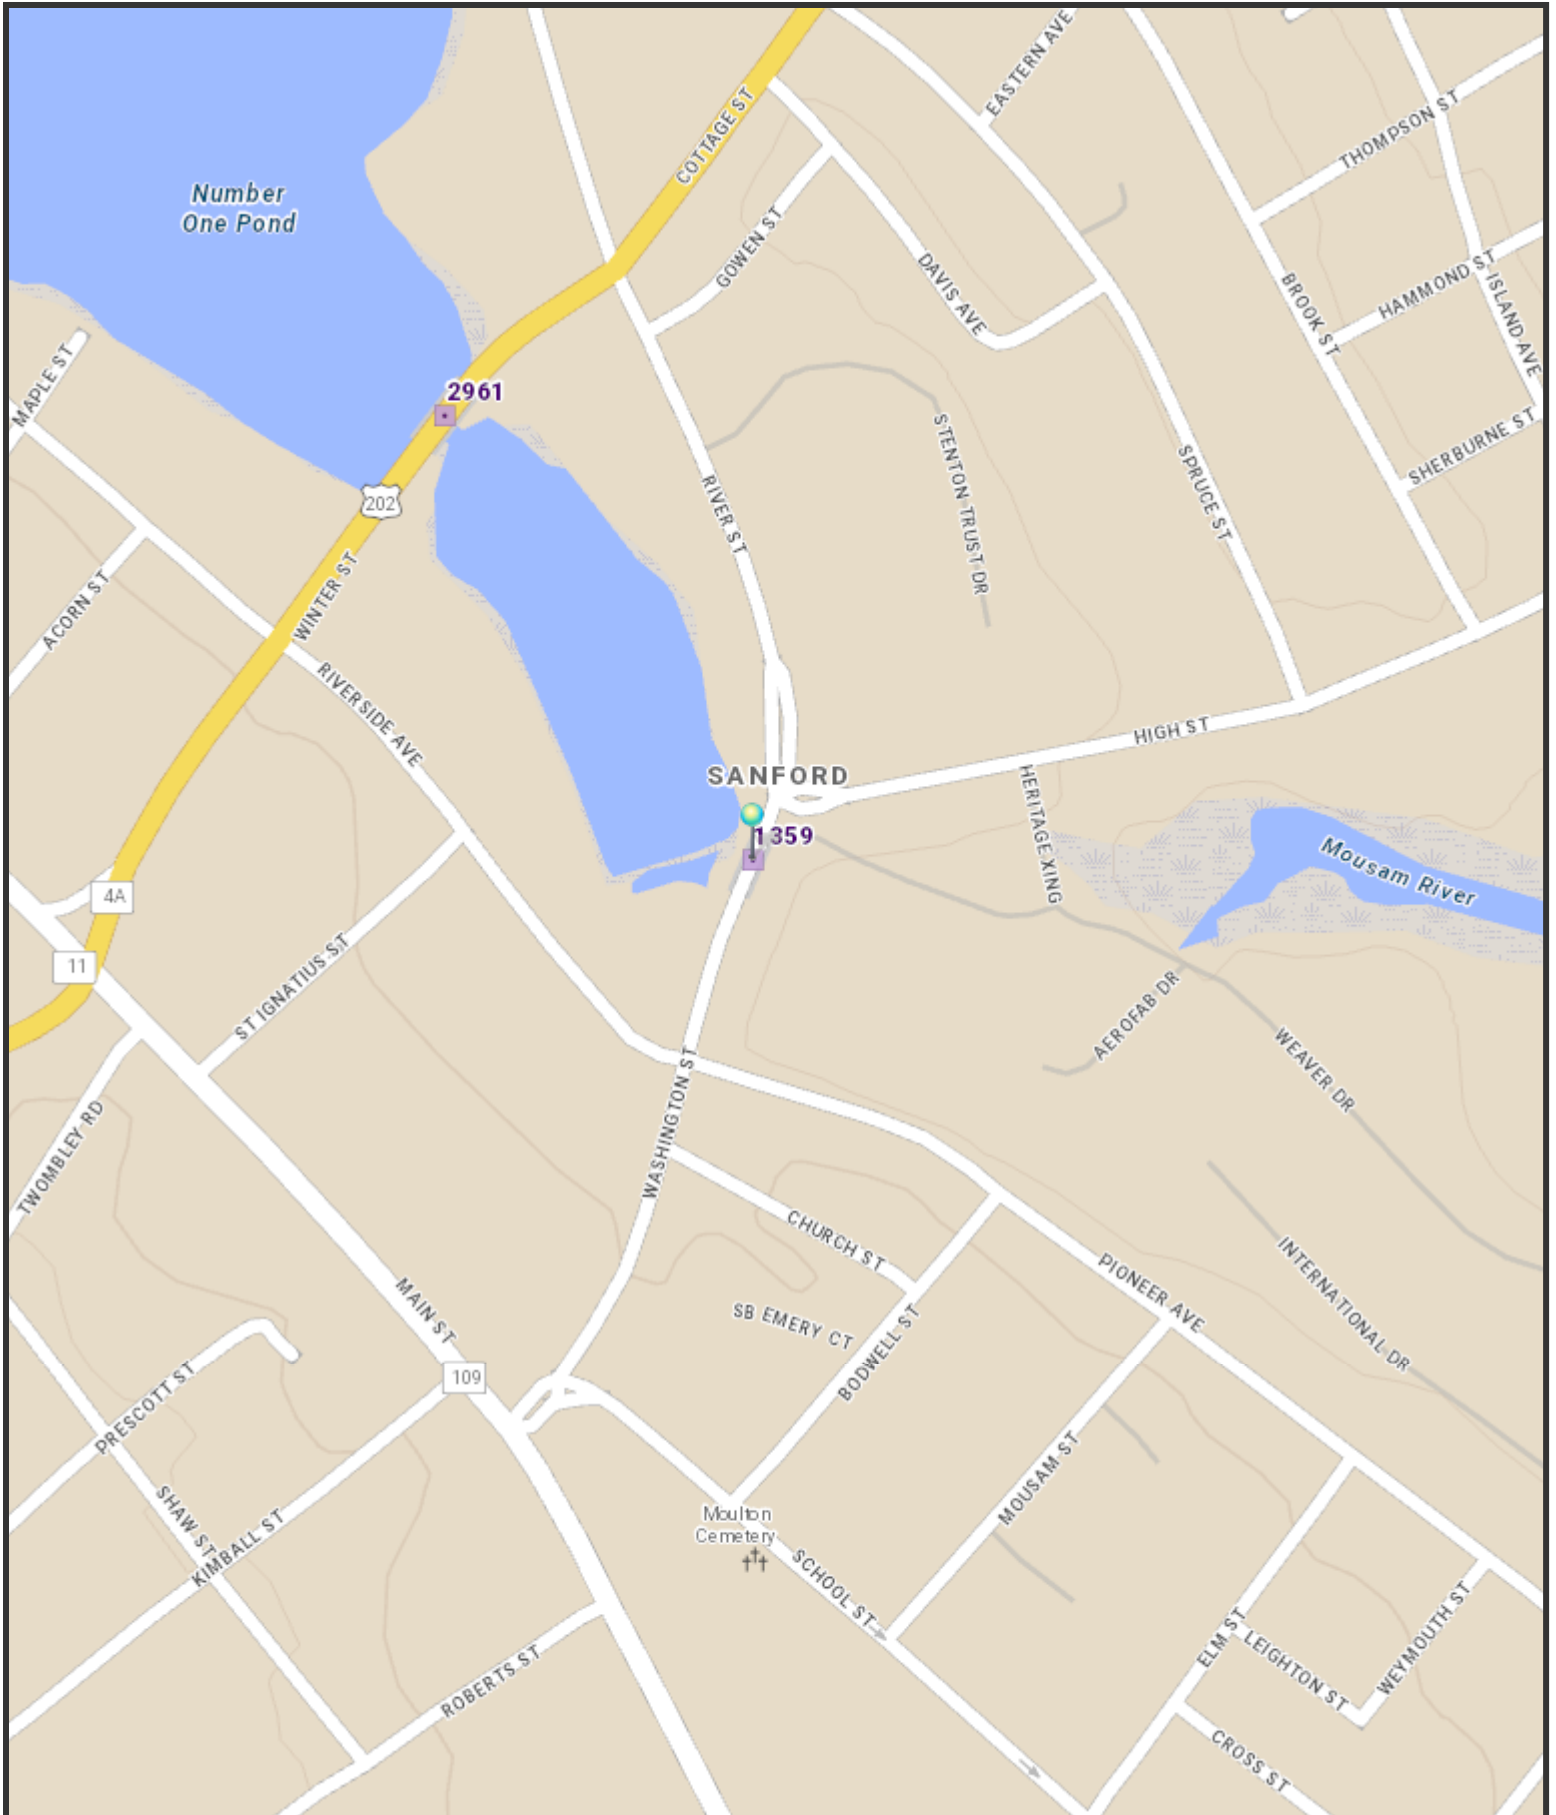 EASTERN AVE
COTTAGE ST
THOMPSON ST
Number
One Pond
GOWEN ST
DAVIS AVE
HAMMOND ST
BROOK ST
ISLAND AVE
MAPLE ST
2961
STENTON TRUST DR
SHERBURNE ST
202
RIVER ST
SPRUCE ST
WINTER ST
ACORN ST
RIVERSIDE AVE
HIGH ST
SANFORD
HERITAGE XING
1359
Mousam River
4A
11
ST IGNATIUS ST
AEROFAB DR
WEAVER DR
TWOMBLEY RD
WASHINGTON ST
CHURCH ST
PIONEER AVE
INTERNATIONAL DR
SB EMERY CT
MAIN ST
BODWELL ST
109
PRESCOTT ST
MOUSAM ST
SHAW ST
KIMBALL ST
Moulton
Cemetery
SCHOOL ST
ELM ST
LEIGHTON ST
WEYMOUTH ST
ROBERTS ST
CROSS ST